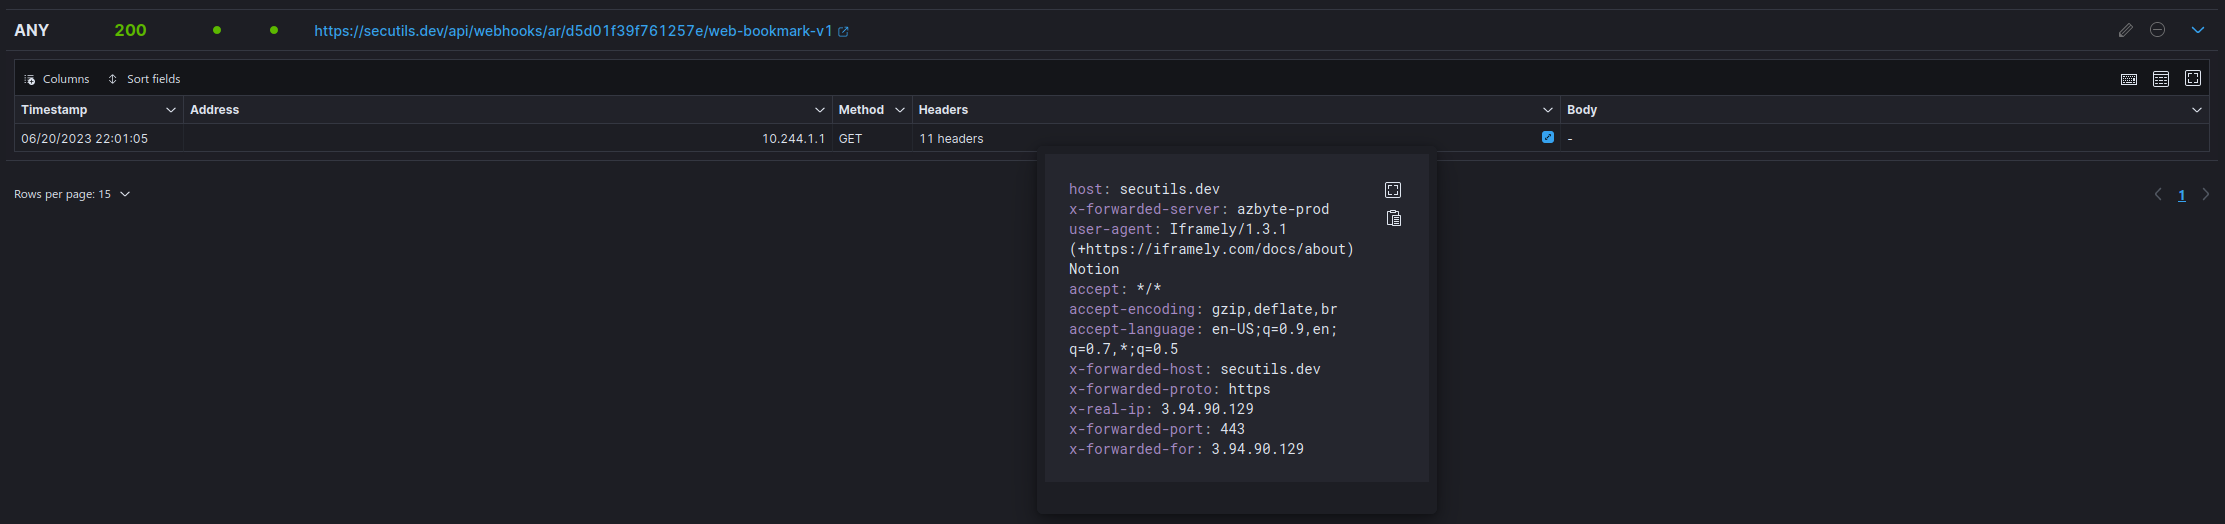 ANY 200 https://secutils.dev/api/webhooks/ar/d5d01f39f761257e/web-bookmark-v1
Columns Sort fields
Timestamp Address Method Headers Body
06/20/2023 22:01:05 10.244.1.1 GET 11 headers -
host: secutils.dev
x-forwarded-server: azbyte-prod
user-agent: Iframely/1.3.1
(+https://iframely.com/docs/about)
Notion
accept: */*
accept-encoding: gzip,deflate,br
accept-language: en-US;q=0.9,en;
q=0.7,*;q=0.5
x-forwarded-host: secutils.dev
x-forwarded-proto: https
x-real-ip: 3.94.90.129
x-forwarded-port: 443
x-forwarded-for: 3.94.90.129
Rows per page: 15 1